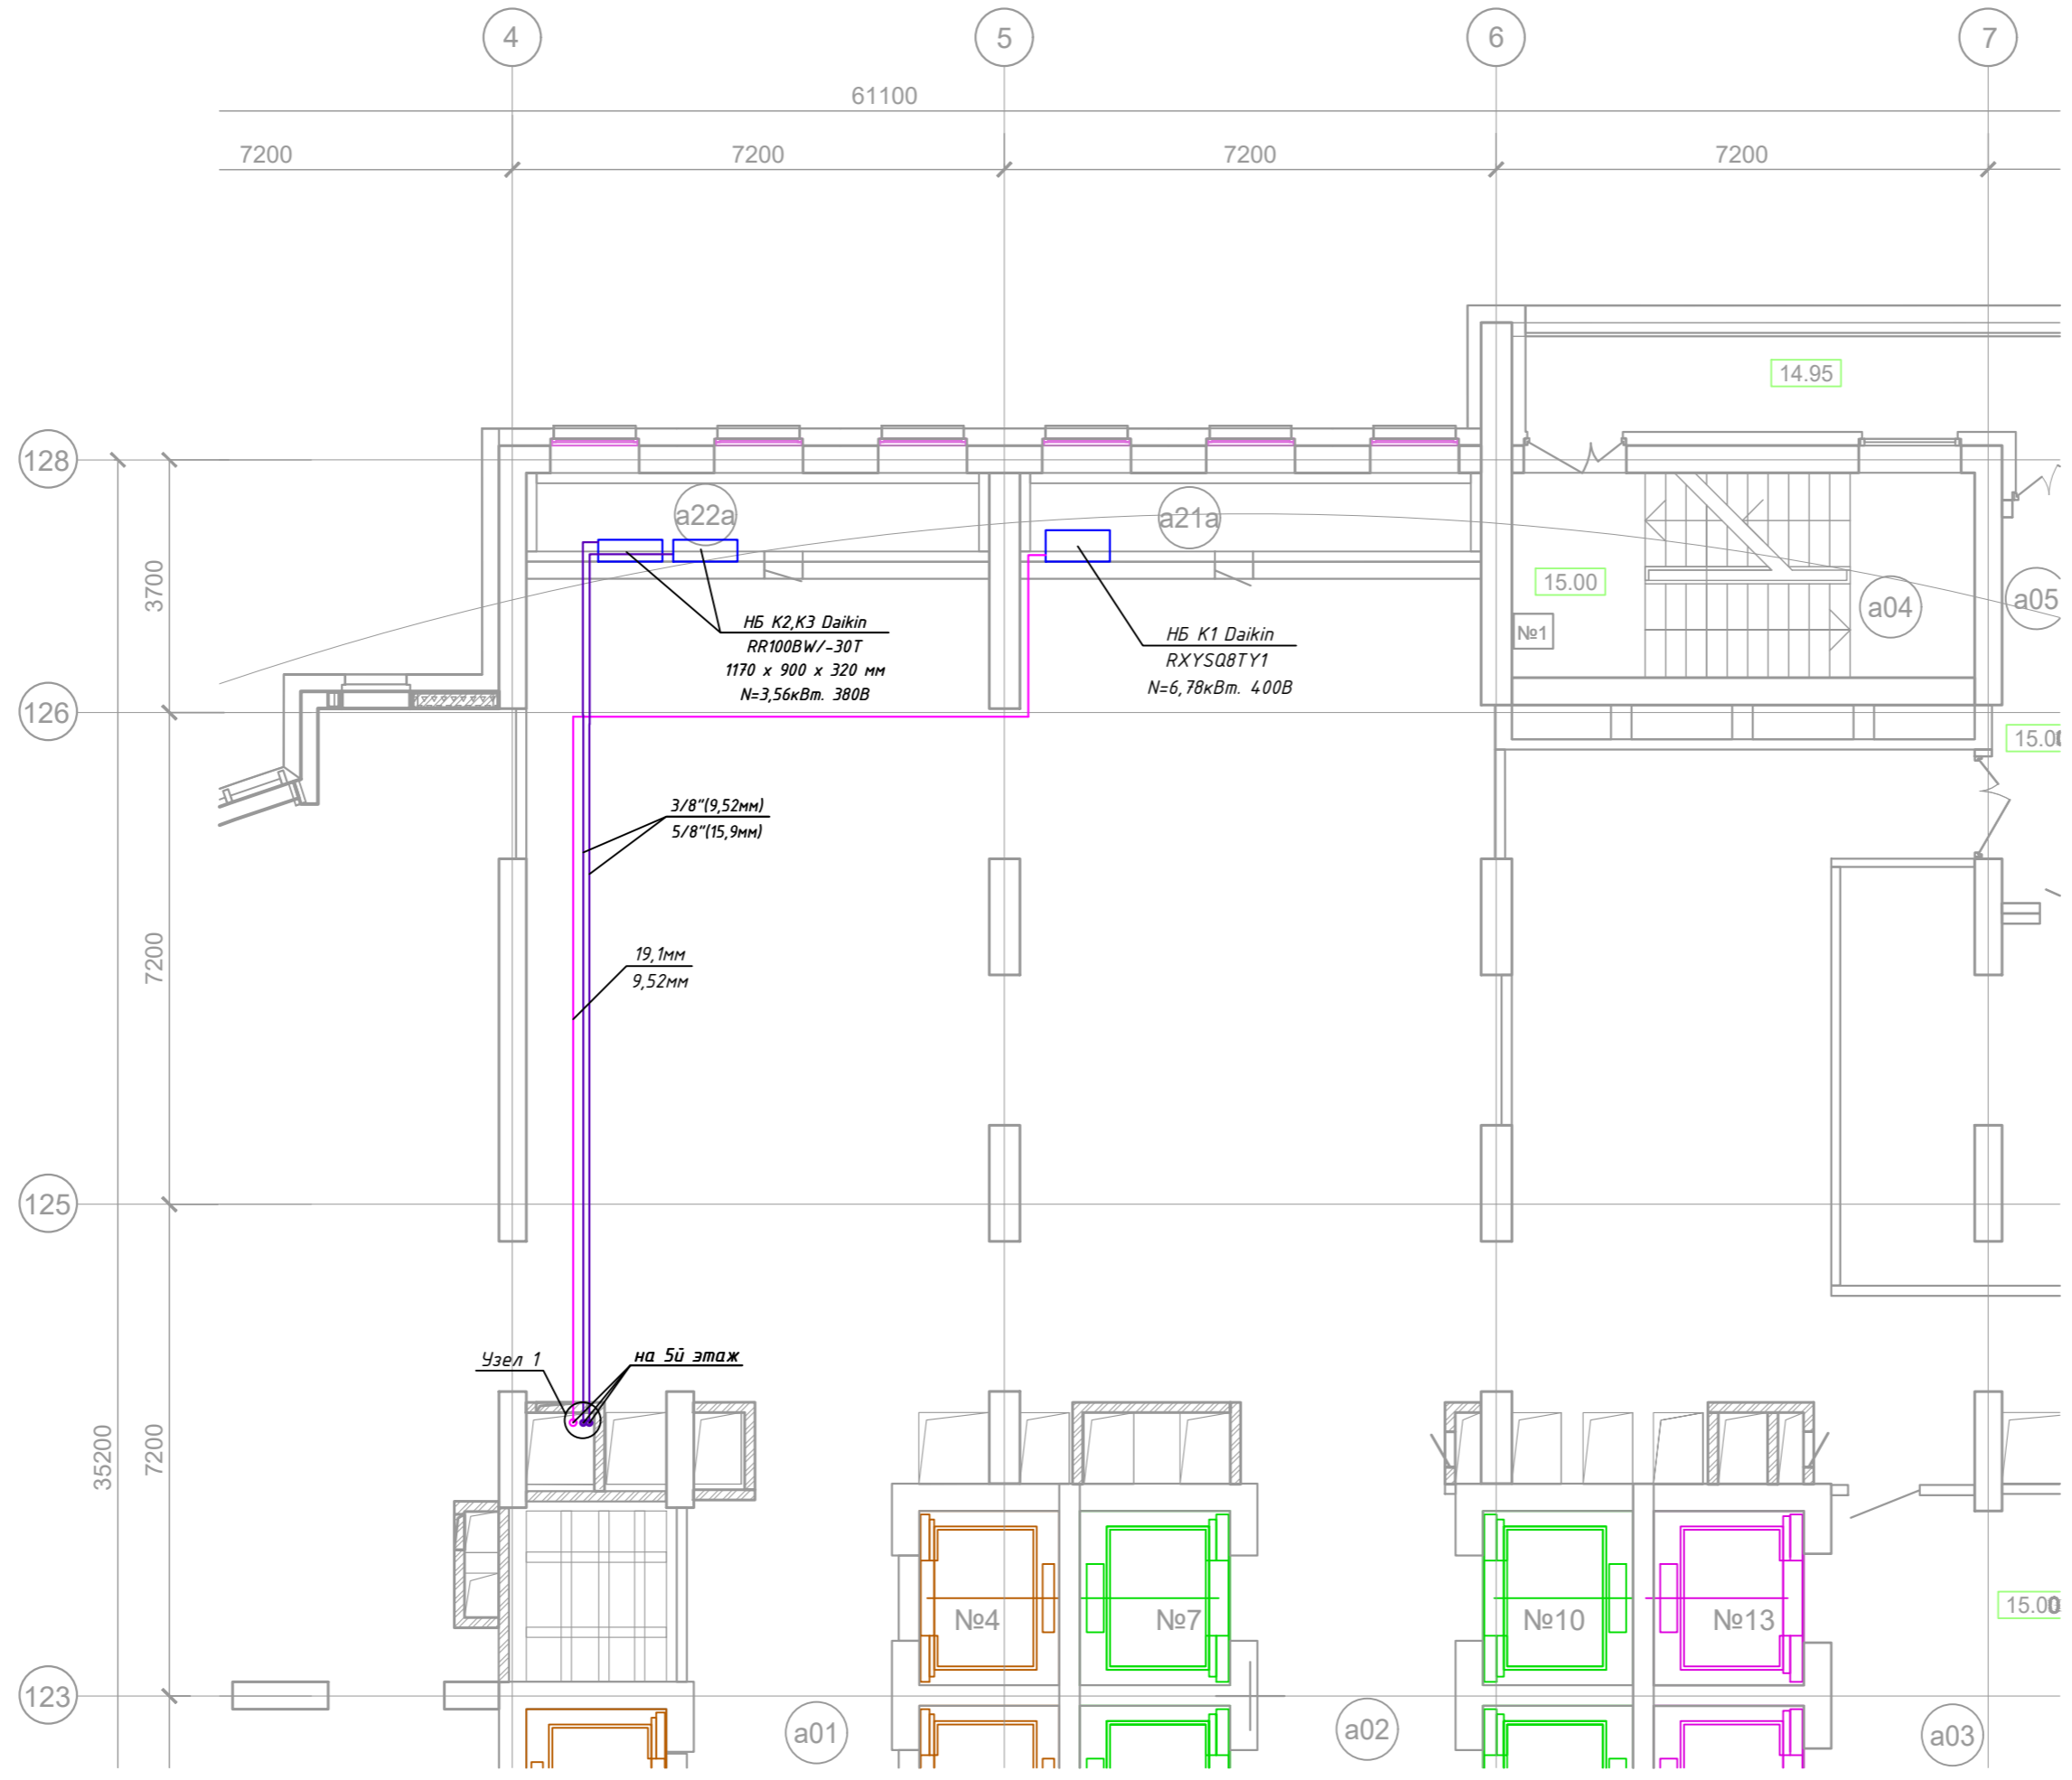 4
5
6
7
61100
7200
7200
7200
7200
14.95
128
a22a
a21a
3700
15.00
a04
a05
№1
НБ К2,К3 Daikin
RR100BW/-30T
1170 x 900 x 320 мм
N=3,56кВт. 380В
НБ К1 Daikin
RXYSQ8TY1
N=6,78кВт. 400В
126
3/8"(9,52мм)
5/8"(15,9мм)
7200
19,1мм
9,52мм
125
Узел 1
на 5й этаж
35200
7200
№4
№7
№10
№13
123
a01
a02
a03